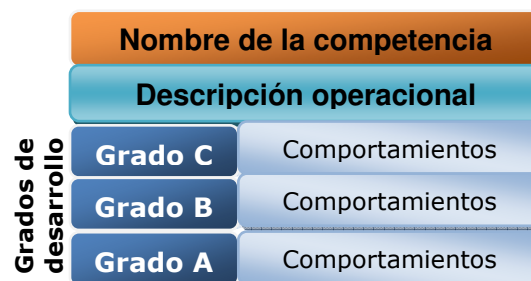 Nombre de la competencia
Descripción operacional
Grados de
desarrollo
Grado C
Comportamientos
Grado B
Comportamientos
Grado A
Comportamientos